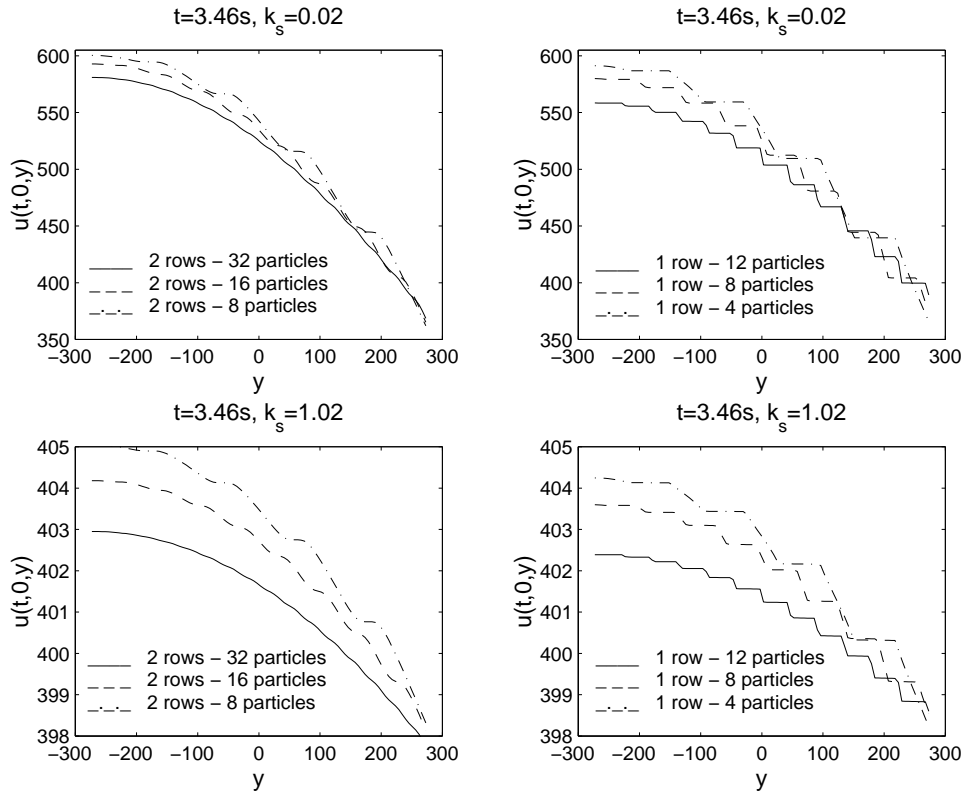 t=3.46s, k_s=0.02
600
550
500
450
400
350
u(t,0,y)
2 rows − 32 particles
2 rows − 16 particles
2 rows − 8 particles
−300 −200 −100 0 100 200 300
y
t=3.46s, k_s=0.02
600
550
500
450
400
350
u(t,0,y)
1 row − 12 particles
1 row − 8 particles
1 row − 4 particles
−300 −200 −100 0 100 200 300
y
t=3.46s, k_s=1.02
405
404
403
402
401
400
399
398
u(t,0,y)
2 rows − 32 particles
2 rows − 16 particles
2 rows − 8 particles
−300 −200 −100 0 100 200 300
y
t=3.46s, k_s=1.02
405
404
403
402
401
400
399
398
u(t,0,y)
1 row − 12 particles
1 row − 8 particles
1 row − 4 particles
−300 −200 −100 0 100 200 300
y